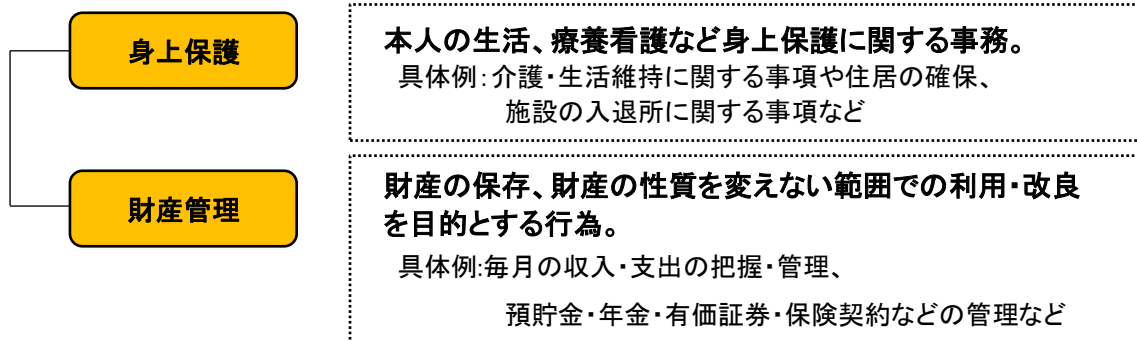 身上保護
本人の生活、療養看護など身上保護に関する事務。
具体例：介護・生活維持に関する事項や住居の確保、
施設の入退所に関する事項など
財産管理
財産の保存、財産の性質を変えない範囲での利用・改良
を目的とする行為。
具体例:毎月の収入・支出の把握・管理、
預貯金・年金・有価証券・保険契約などの管理など